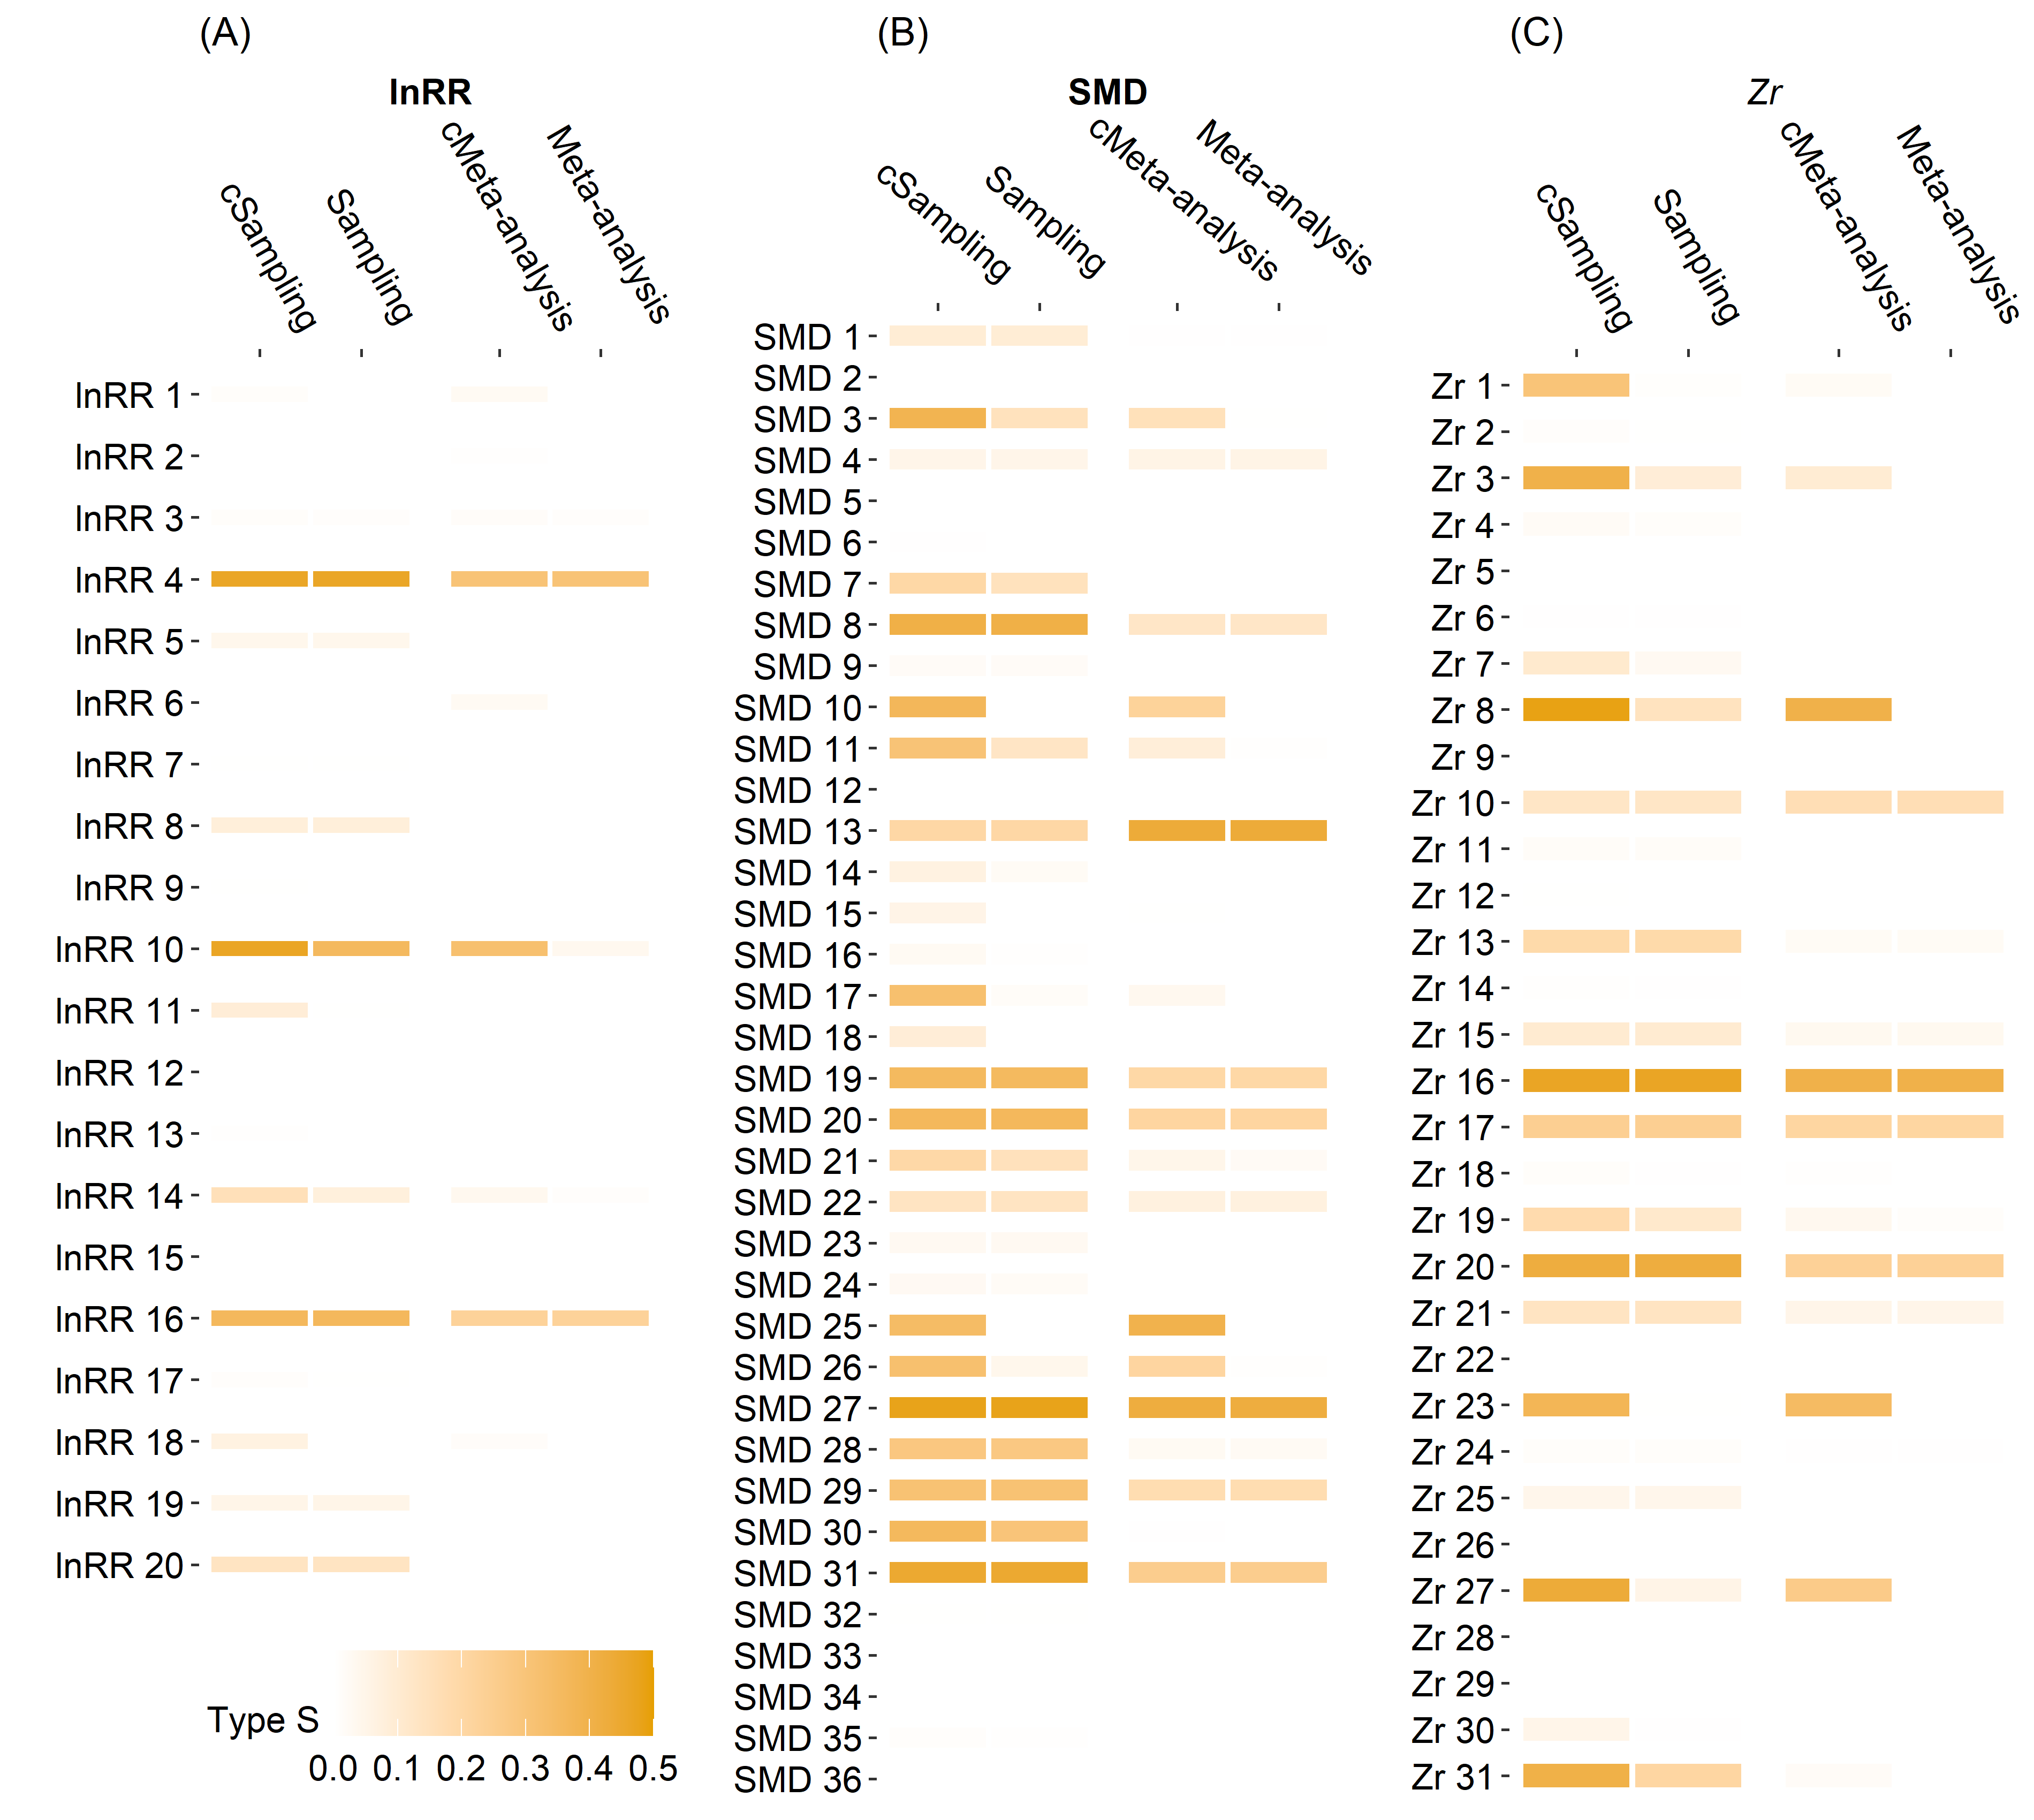 (A)
lnRR
cSampling
Sampling
cMeta-analysis
Meta-analysis
lnRR 1
lnRR 2
lnRR 3
lnRR 4
lnRR 5
lnRR 6
lnRR 7
lnRR 8
lnRR 9
lnRR 10
lnRR 11
lnRR 12
lnRR 13
lnRR 14
lnRR 15
lnRR 16
lnRR 17
lnRR 18
lnRR 19
lnRR 20
Type S
0.0 0.1 0.2 0.3 0.4 0.5
(B)
SMD
cSampling
Sampling
cMeta-analysis
Meta-analysis
SMD 1
SMD 2
SMD 3
SMD 4
SMD 5
SMD 6
SMD 7
SMD 8
SMD 9
SMD 10
SMD 11
SMD 12
SMD 13
SMD 14
SMD 15
SMD 16
SMD 17
SMD 18
SMD 19
SMD 20
SMD 21
SMD 22
SMD 23
SMD 24
SMD 25
SMD 26
SMD 27
SMD 28
SMD 29
SMD 30
SMD 31
SMD 32
SMD 33
SMD 34
SMD 35
SMD 36
(C)
Zr
cSampling
Sampling
cMeta-analysis
Meta-analysis
Zr 1
Zr 2
Zr 3
Zr 4
Zr 5
Zr 6
Zr 7
Zr 8
Zr 9
Zr 10
Zr 11
Zr 12
Zr 13
Zr 14
Zr 15
Zr 16
Zr 17
Zr 18
Zr 19
Zr 20
Zr 21
Zr 22
Zr 23
Zr 24
Zr 25
Zr 26
Zr 27
Zr 28
Zr 29
Zr 30
Zr 31